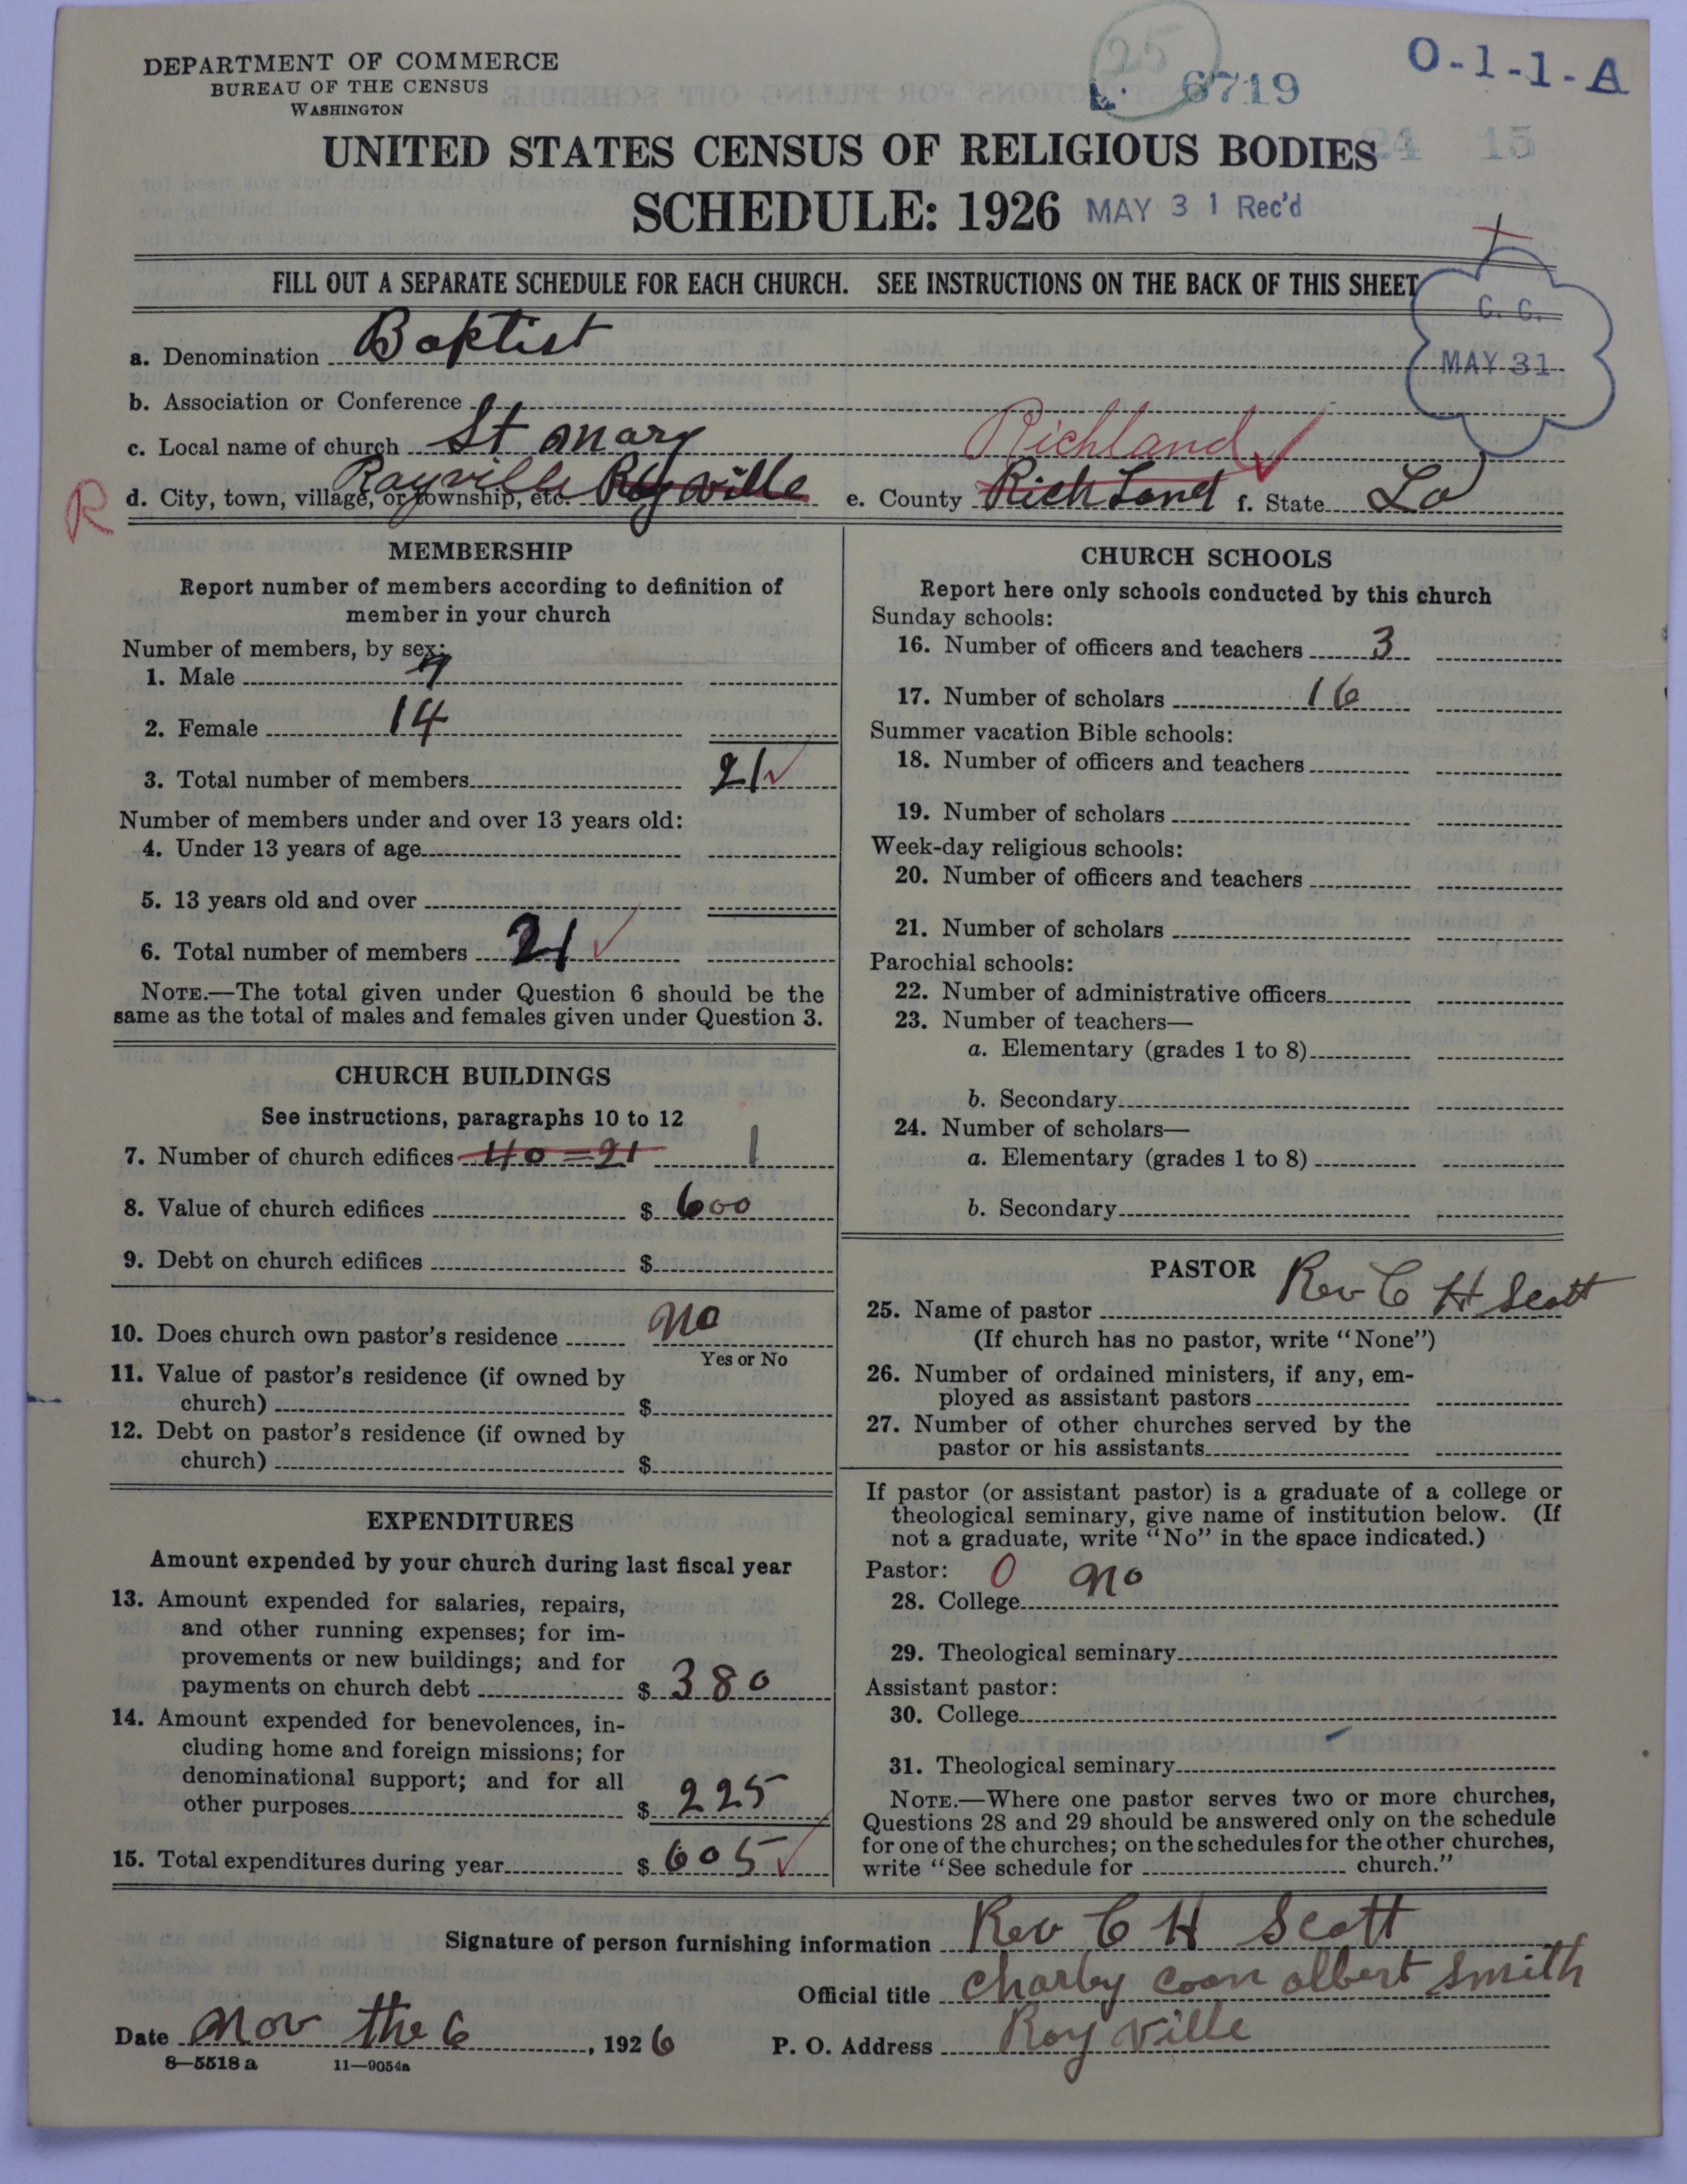 DEPARTMENT OF COMMERCE
BUREAU OF THE CENSUS
WASHINGTON
25
6719
O-1-1-A
UNITED STATES CENSUS OF RELIGIOUS BODIES
24 15
SCHEDULE: 1926
MAY 31 Rec'd
FILL OUT A SEPARATE SCHEDULE FOR EACH CHURCH. SEE INSTRUCTIONS ON THE BACK OF THIS SHEET
C. C.
MAY 31
a. Denomination Baptist
b. Association or Conference
c. Local name of church St Mary
Richland
R
d. City, town, village, or township, etc. Rayville Roy ville e. County Rich Land f. State La
MEMBERSHIP
Report number of members according to definition of
member in your church
Number of members, by sex:
1. Male 7
2. Female 14
3. Total number of members 21
Number of members under and over 13 years old:
4. Under 13 years of age
5. 13 years old and over
6. Total number of members 21
NOTE.—The total given under Question 6 should be the
same as the total of males and females given under Question 3.
CHURCH BUILDINGS
See instructions, paragraphs 10 to 12
7. Number of church edifices 40=21 1
8. Value of church edifices $ 600
9. Debt on church edifices $
10. Does church own pastor's residence No
Yes or No
11. Value of pastor's residence (if owned by
church) $
12. Debt on pastor's residence (if owned by
church) $
EXPENDITURES
Amount expended by your church during last fiscal year
13. Amount expended for salaries, repairs,
and other running expenses; for im-
provements or new buildings; and for
payments on church debt $ 380
14. Amount expended for benevolences, in-
cluding home and foreign missions; for
denominational support; and for all
other purposes $ 225
15. Total expenditures during year $ 605
CHURCH SCHOOLS
Report here only schools conducted by this church
Sunday schools:
16. Number of officers and teachers 3
17. Number of scholars 16
Summer vacation Bible schools:
18. Number of officers and teachers
19. Number of scholars
Week-day religious schools:
20. Number of officers and teachers
21. Number of scholars
Parochial schools:
22. Number of administrative officers
23. Number of teachers—
a. Elementary (grades 1 to 8)
b. Secondary
24. Number of scholars—
a. Elementary (grades 1 to 8)
b. Secondary
PASTOR
25. Name of pastor Rev C H Scott
(If church has no pastor, write "None")
26. Number of ordained ministers, if any, em-
ployed as assistant pastors
27. Number of other churches served by the
pastor or his assistants
If pastor (or assistant pastor) is a graduate of a college or
theological seminary, give name of institution below. (If
not a graduate, write "No" in the space indicated.)
Pastor: 0 no
28. College
29. Theological seminary
Assistant pastor:
30. College
31. Theological seminary
NOTE.—Where one pastor serves two or more churches,
Questions 28 and 29 should be answered only on the schedule
for one of the churches; on the schedules for the other churches,
write "See schedule for church."
Signature of person furnishing information Rev C H Scott
Official title Charley Coon albert Smith
Date Nov the 6, 1926 P. O. Address Roy ville
8—5518 a 11—9054a